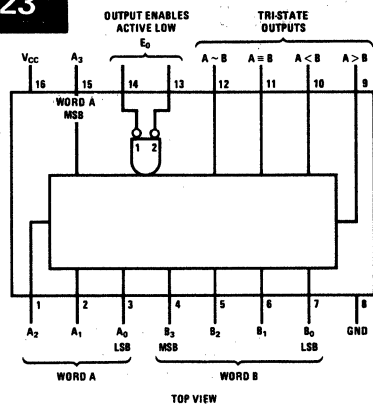 23
OUTPUT ENABLES
ACTIVE LOW
E0
TRI-STATE
OUTPUTS
VCC A3 A ~ B A ≡ B A < B A > B
16 15 14 13 12 11 10 9
WORD A
MSB
1 2
1 2 3 4 5 6 7 8
A2 A1 A0 B3 B2 B1 B0 GND
LSB MSB LSB
WORD A WORD B
TOP VIEW